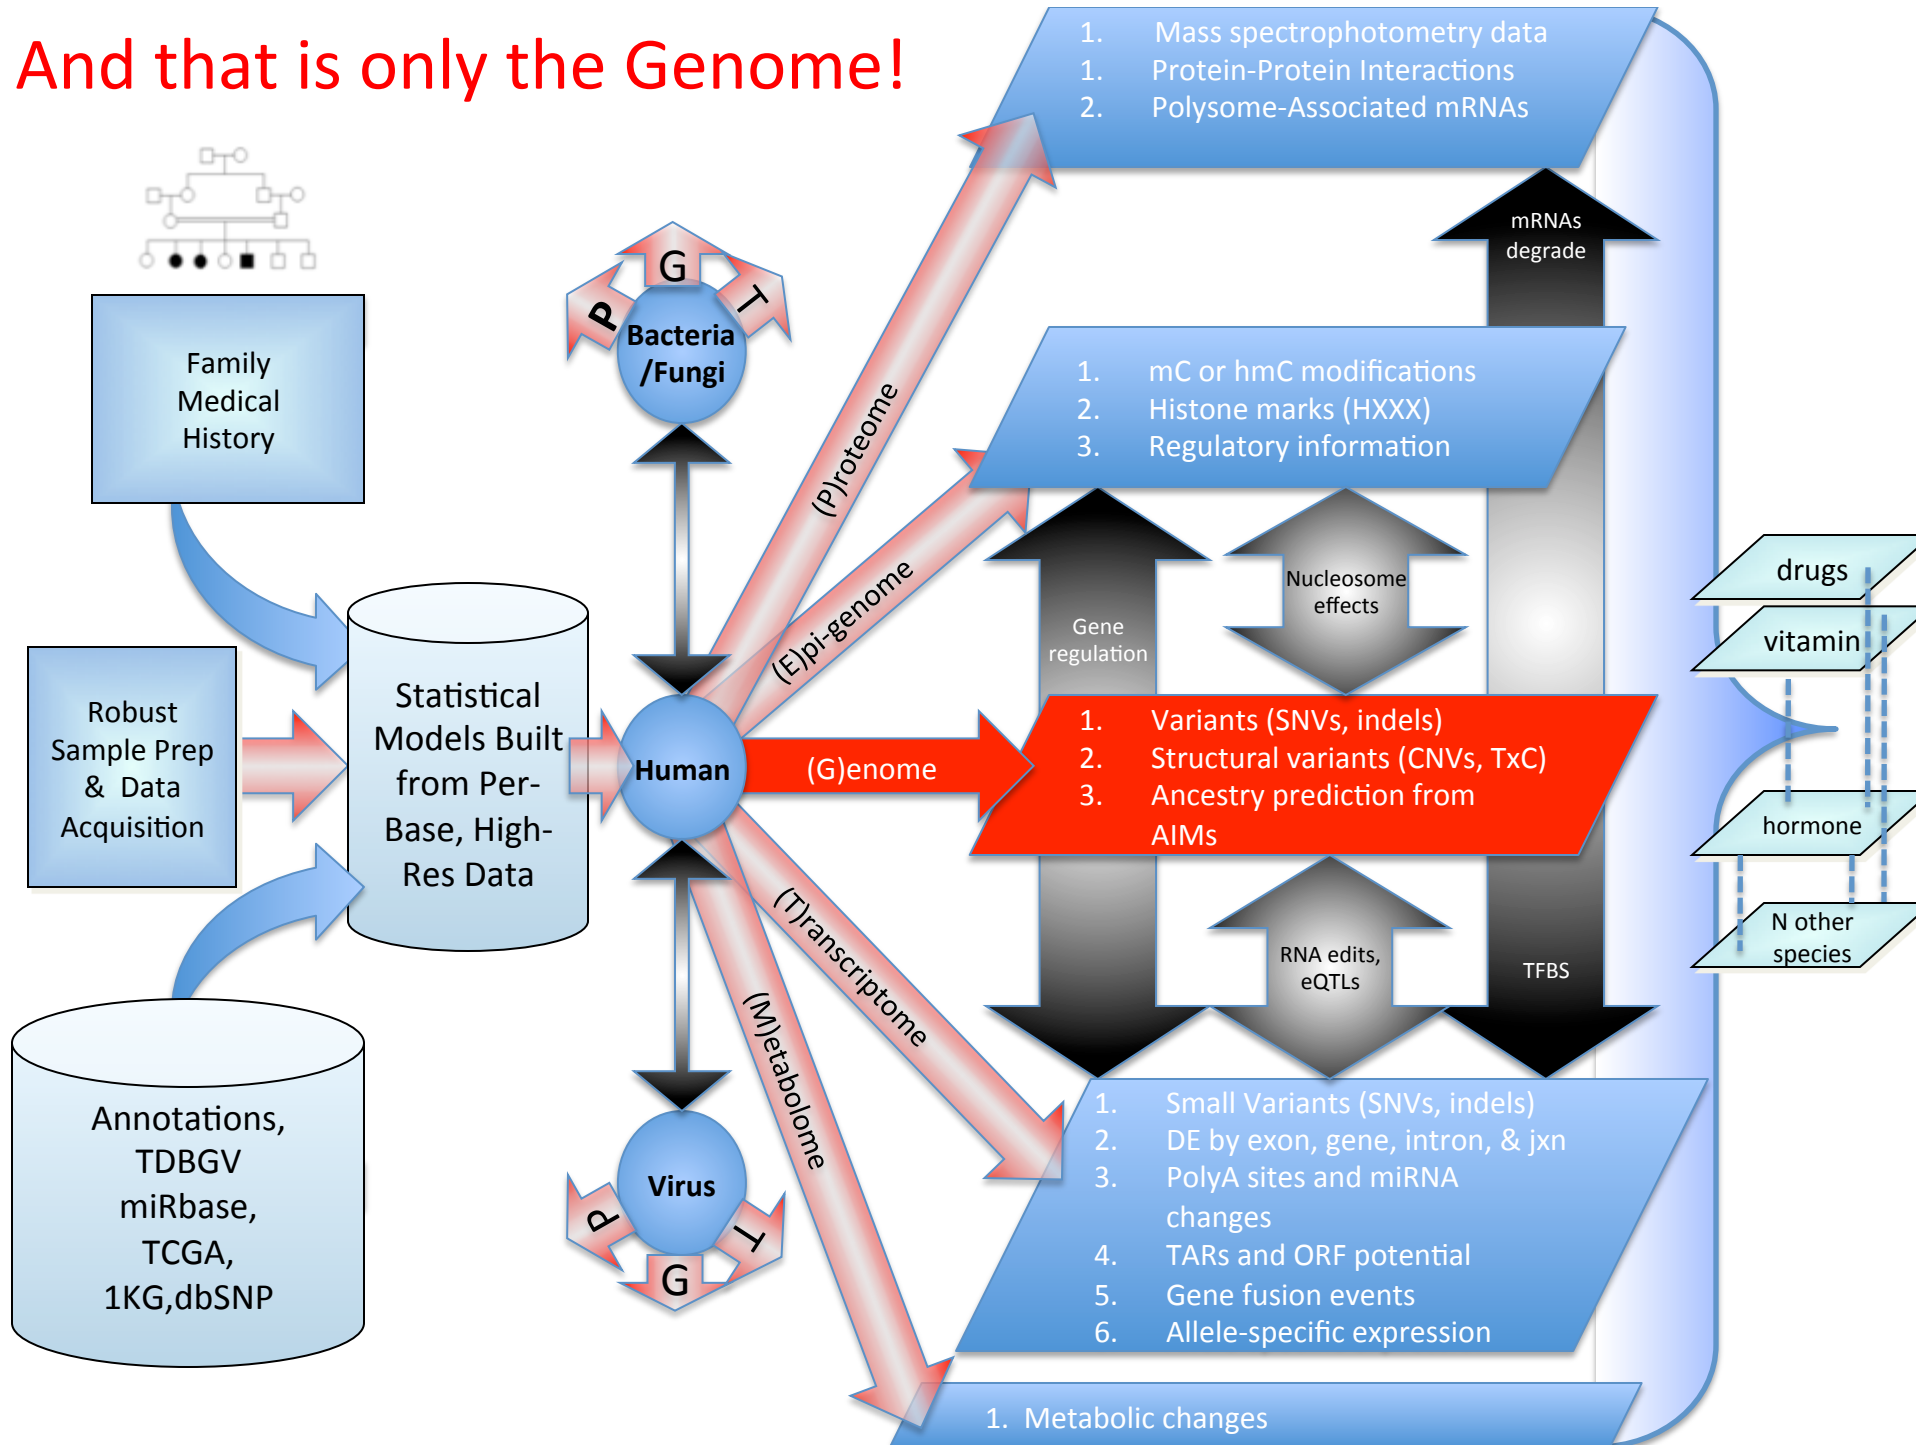 And that is only the Genome!
Family
Medical
History
Robust
Sample Prep
& Data
Acquisition
Annotations,
TDBGV
miRbase,
TCGA,
1KG,dbSNP
Statistical
Models Built
from Per-
Base, High-
Res Data
P
G
T
Bacteria
/Fungi
Human
Virus
P
G
T
(P)roteome
(E)pi-genome
(G)enome
(T)ranscriptome
(M)etabolome
1. Mass spectrophotometry data
1. Protein-Protein Interactions
2. Polysome-Associated mRNAs
mRNAs
degrade
1. mC or hmC modifications
2. Histone marks (HXXX)
3. Regulatory information
Gene
regulation
Nucleosome
effects
1. Variants (SNVs, indels)
2. Structural variants (CNVs, TxC)
3. Ancestry prediction from
AIMs
RNA edits,
eQTLs
TFBS
1. Small Variants (SNVs, indels)
2. DE by exon, gene, intron, & jxn
3. PolyA sites and miRNA
changes
4. TARs and ORF potential
5. Gene fusion events
6. Allele-specific expression
1. Metabolic changes
drugs
vitamin
hormone
N other
species